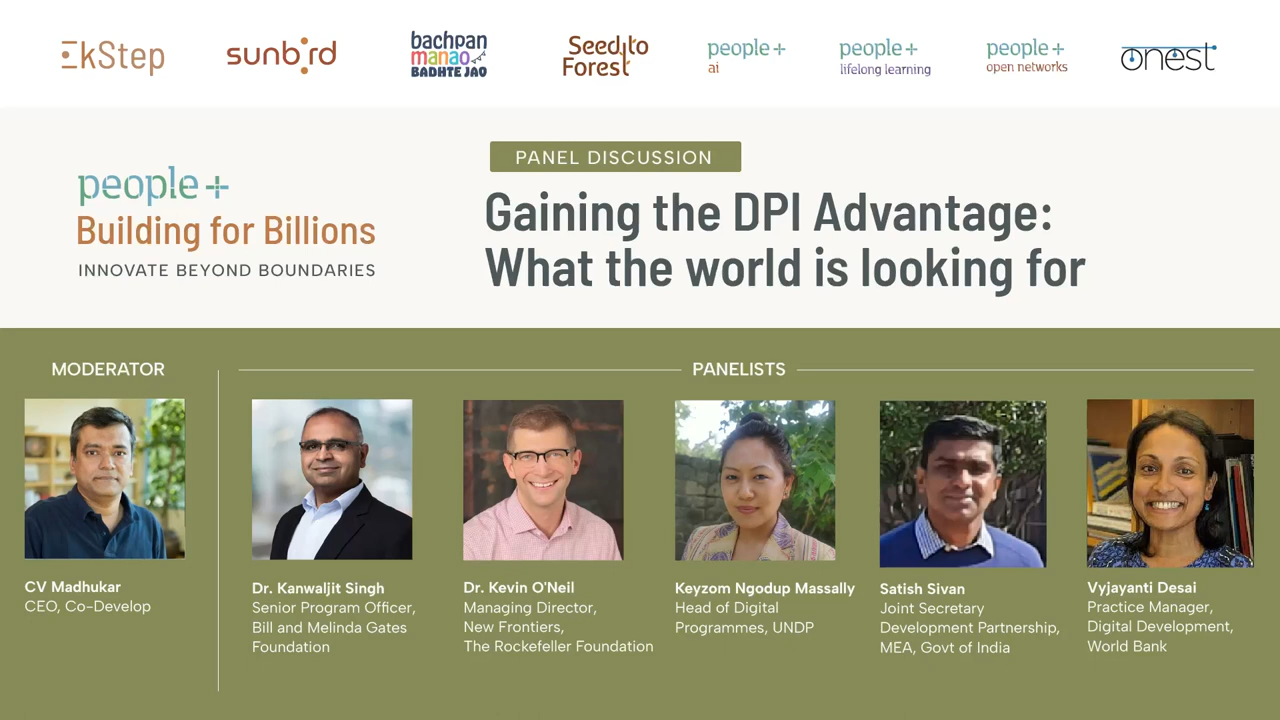 EkStep
sunbird
bachpan
manao
BADHTE JAO
Seed to
Forest
people+
ai
people+
lifelong learning
people+
open networks
onest
people+
Building for Billions
INNOVATE BEYOND BOUNDARIES
PANEL DISCUSSION
Gaining the DPI Advantage:
What the world is looking for
MODERATOR
PANELISTS
CV Madhukar
CEO, Co-Develop
Dr. Kanwaljit Singh
Senior Program Officer,
Bill and Melinda Gates
Foundation
Dr. Kevin O'Neil
Managing Director,
New Frontiers,
The Rockefeller Foundation
Keyzom Ngodup Massally
Head of Digital
Programmes, UNDP
Satish Sivan
Joint Secretary
Development Partnership,
MEA, Govt of India
Vyjayanti Desai
Practice Manager,
Digital Development,
World Bank